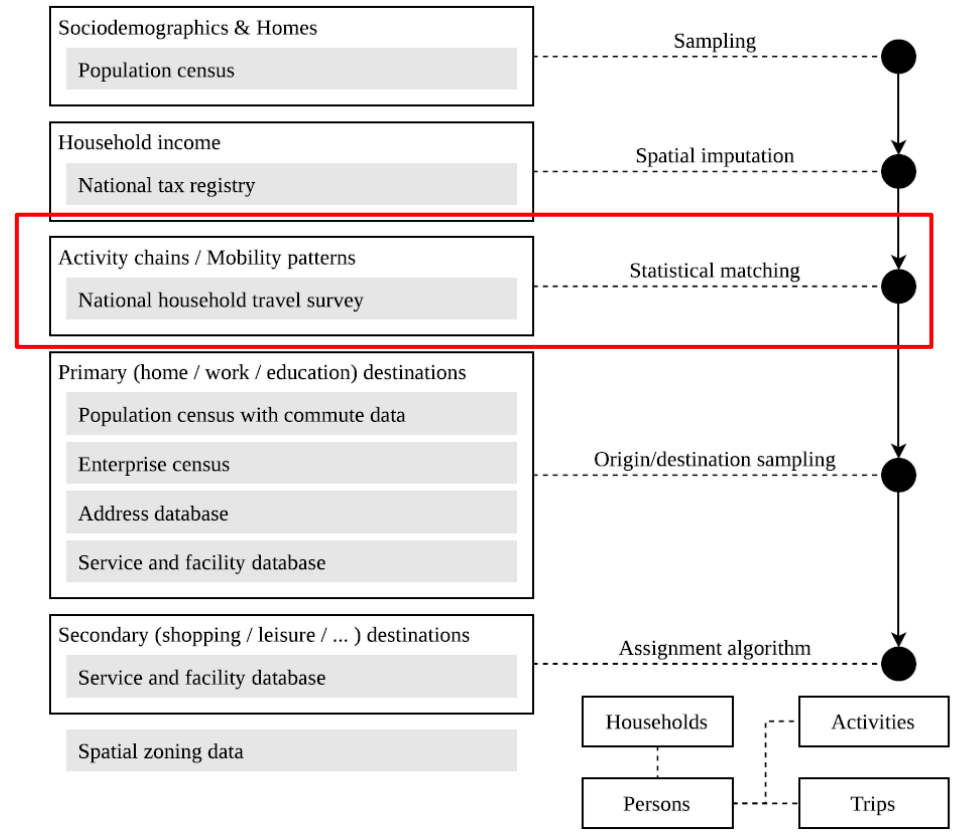 Sociodemographics & Homes
Population census
Sampling
Household income
National tax registry
Spatial imputation
Activity chains / Mobility patterns
National household travel survey
Statistical matching
Primary (home / work / education) destinations
Population census with commute data
Enterprise census
Address database
Service and facility database
Origin/destination sampling
Secondary (shopping / leisure / ... ) destinations
Service and facility database
Assignment algorithm
Spatial zoning data
Households
Activities
Persons
Trips